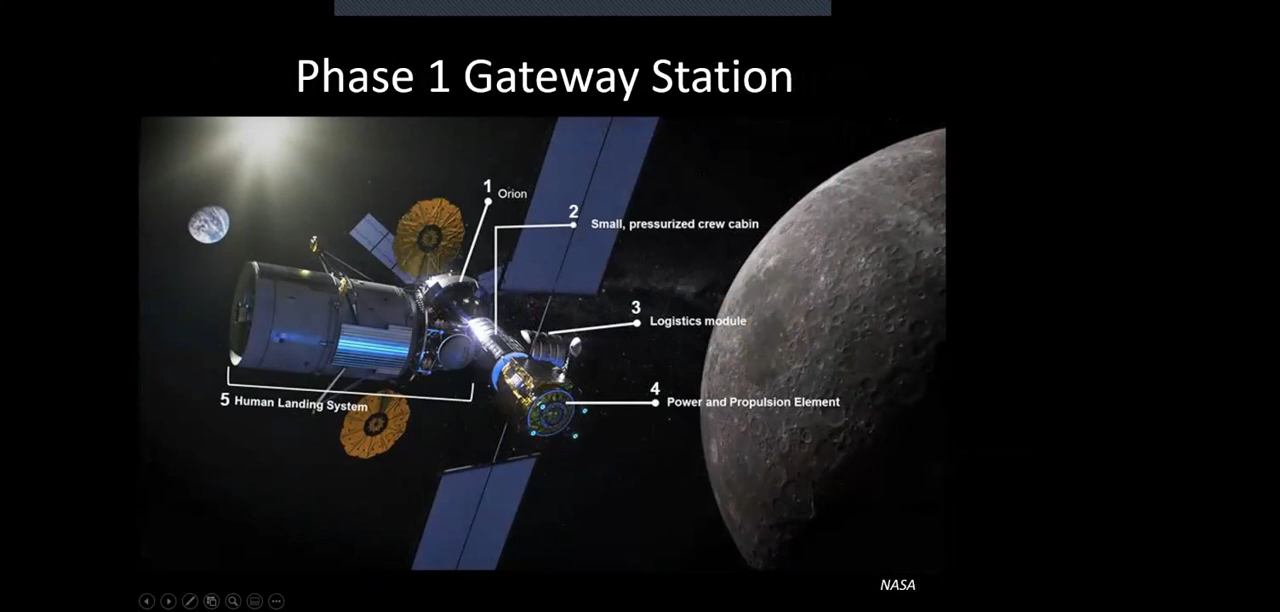 Phase 1 Gateway Station
1 Orion
2 Small, pressurized crew cabin
3 Logistics module
4 Power and Propulsion Element
5 Human Landing System
NASA